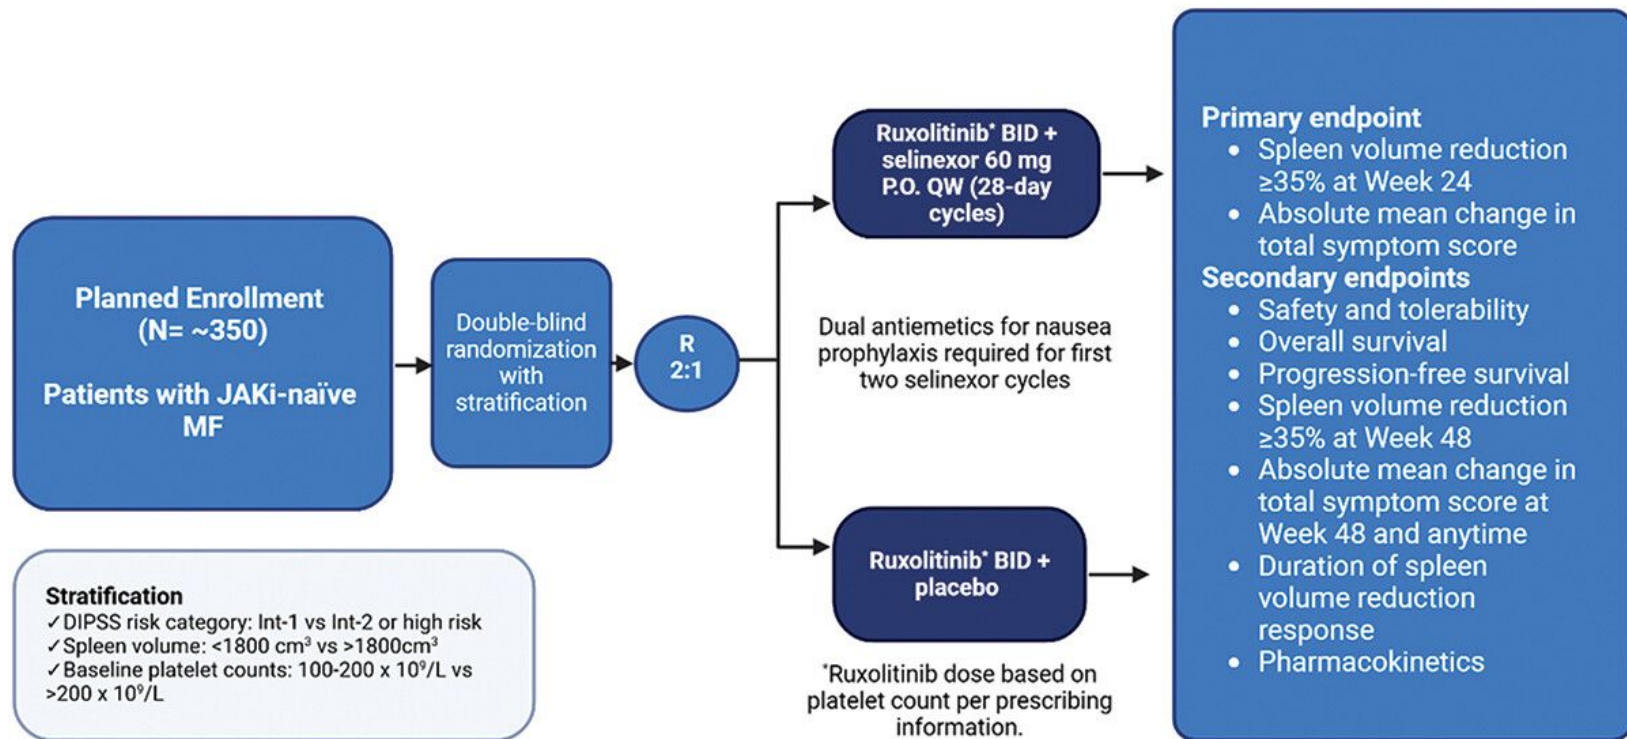 Planned Enrollment
(N= ~350)
Patients with JAKi-naïve
MF
Stratification
✓DIPSS risk category: Int-1 vs Int-2 or high risk
✓Spleen volume: <1800 cm³ vs >1800cm³
✓Baseline platelet counts: 100-200 x 10⁹/L vs
>200 x 10⁹/L
Double-blind
randomization
with
stratification
R
2:1
Ruxolitinib* BID +
selinexor 60 mg
P.O. QW (28-day
cycles)
Dual antiemetics for nausea
prophylaxis required for first
two selinexor cycles
Ruxolitinib* BID +
placebo
*Ruxolitinib dose based on
platelet count per prescribing
information.
Primary endpoint
• Spleen volume reduction
≥35% at Week 24
• Absolute mean change in
total symptom score
Secondary endpoints
• Safety and tolerability
• Overall survival
• Progression-free survival
• Spleen volume reduction
≥35% at Week 48
• Absolute mean change in
total symptom score at
Week 48 and anytime
• Duration of spleen
volume reduction
response
• Pharmacokinetics